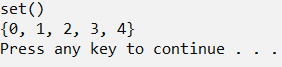 set()
{0, 1, 2, 3, 4}
Press any key to continue . . .